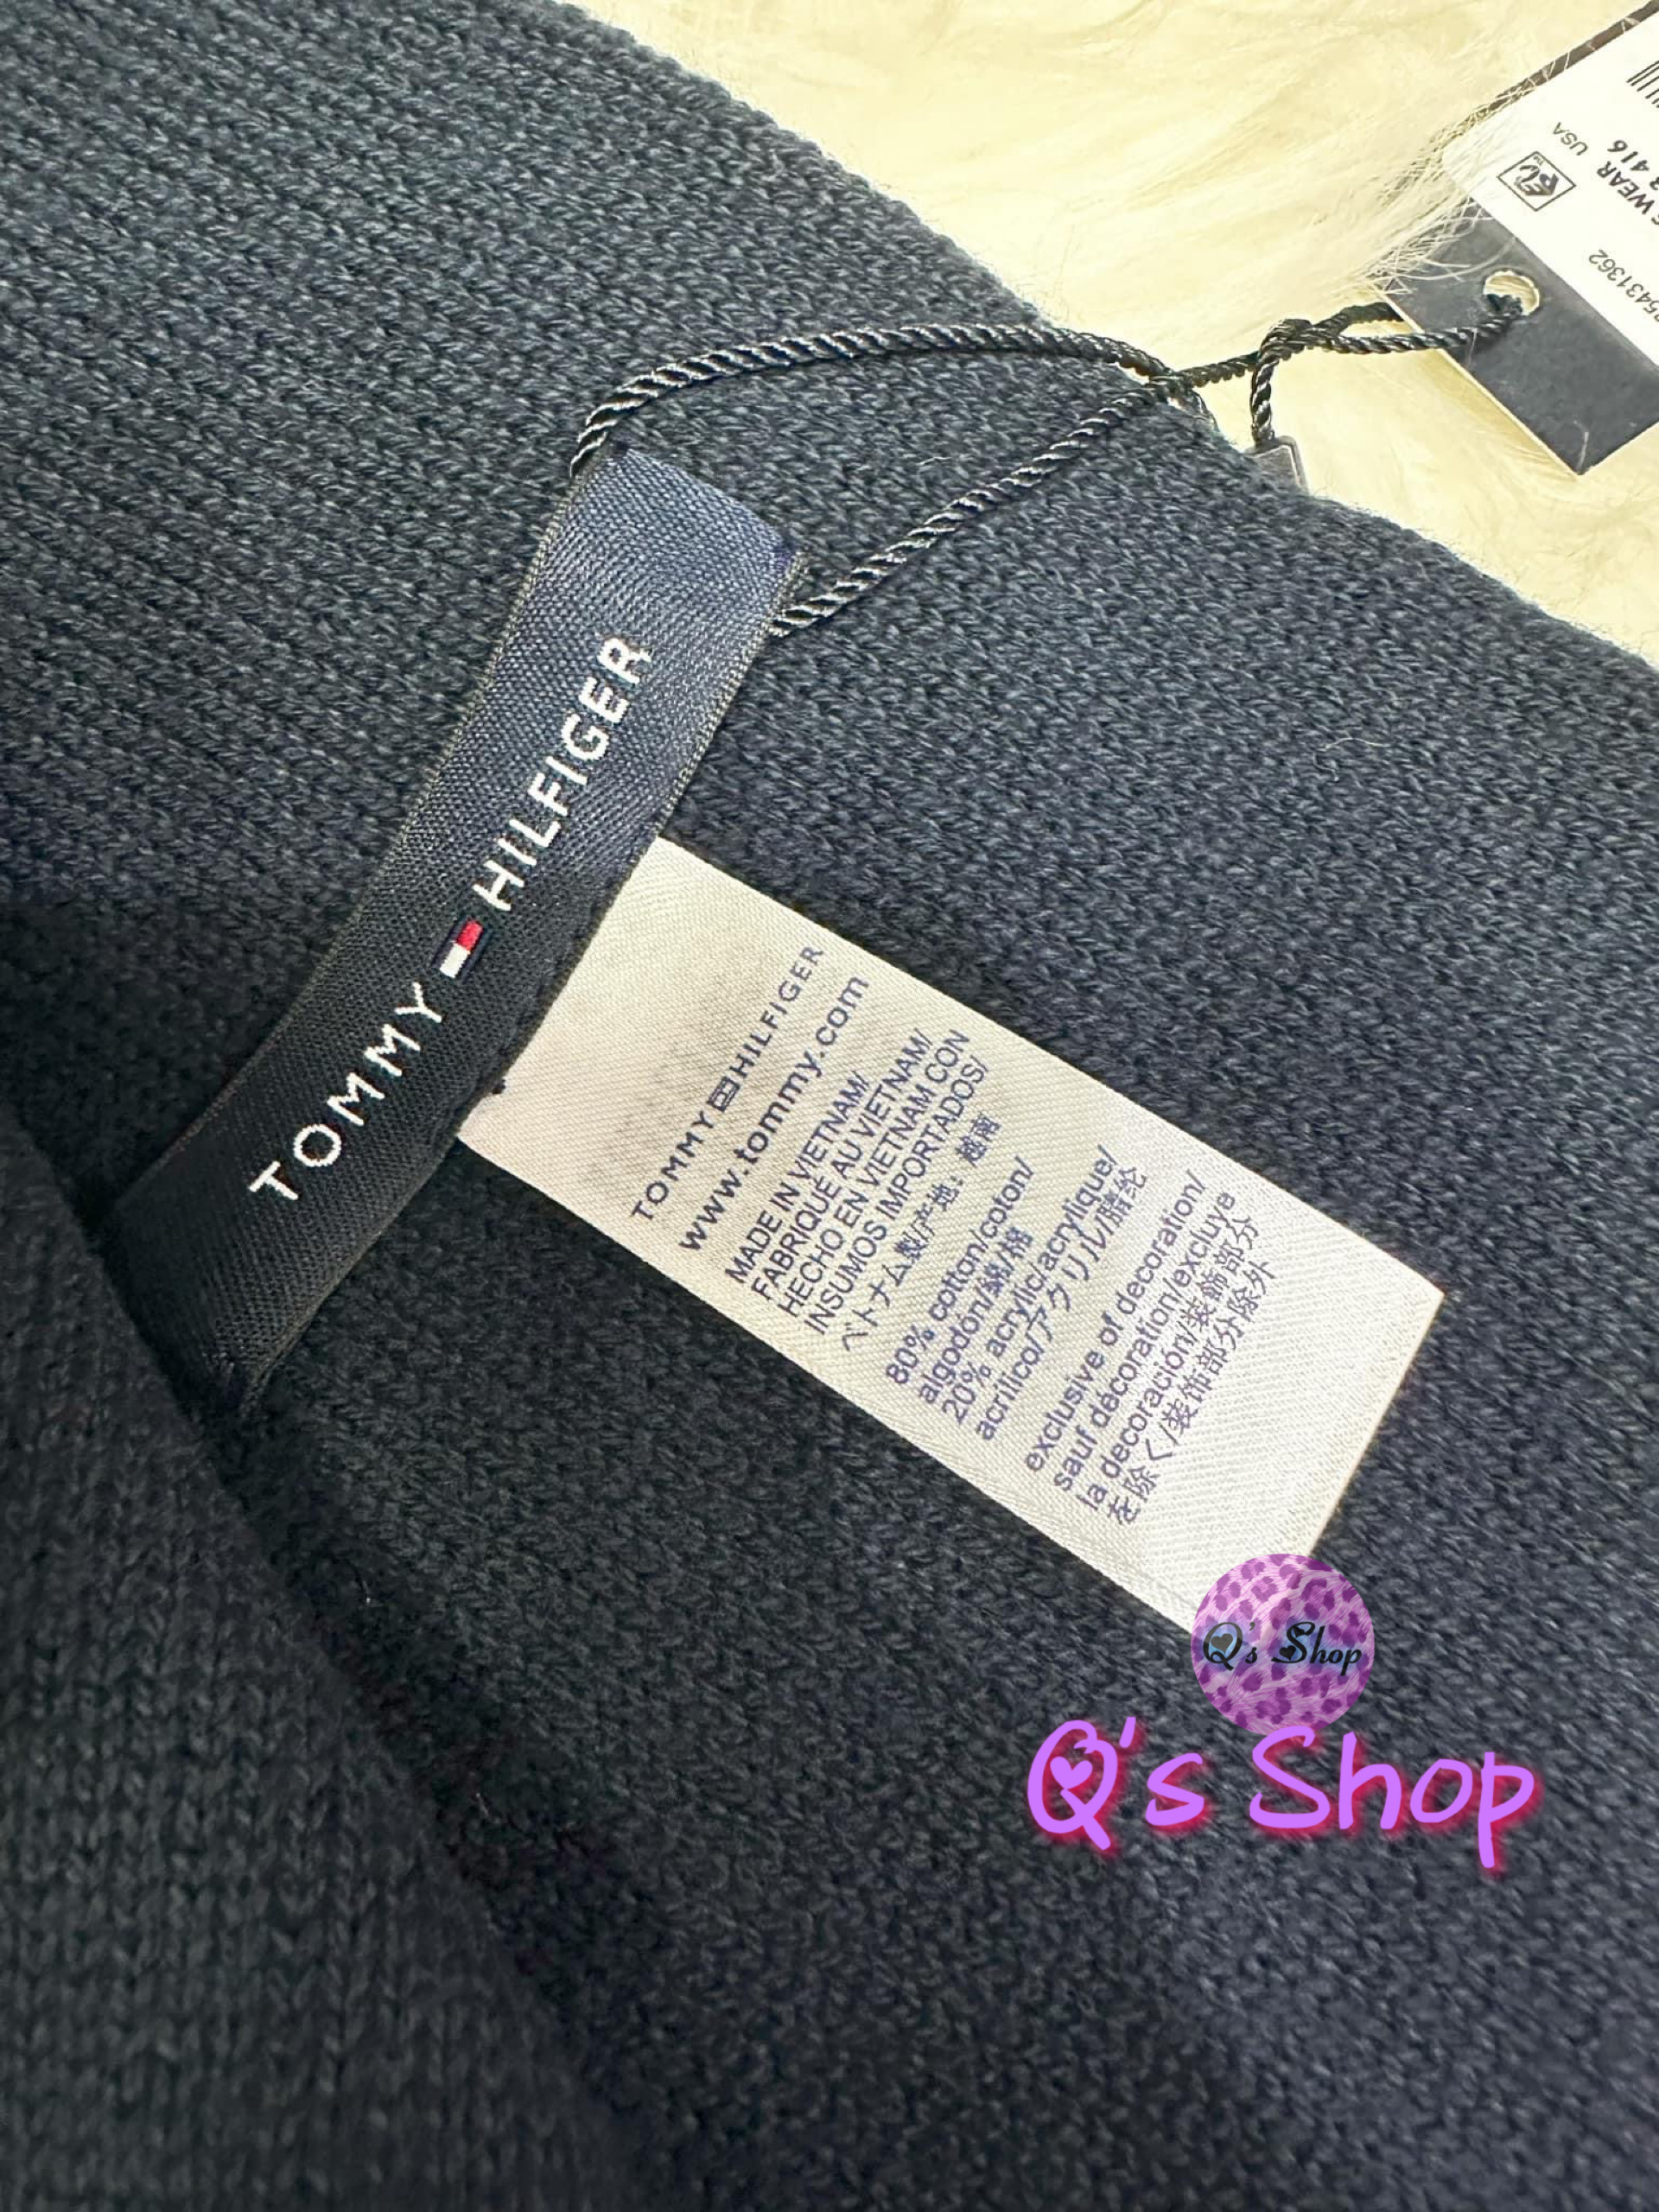 TOMMY HILFIGER
TOMMY HILFIGER
www.tommy.com
MADE IN VIETNAM/
FABRIQUÉ AU VIETNAM/
HECHO EN VIETNAM CON
INSUMOS IMPORTADOS/
ベトナム製/产地：越南
80% cotton/coton/
algodón/綿/棉
20% acrylic/acrylique/
acrílico/アクリル/腈纶
exclusive of decoration/
sauf décoration/excluye
la decoración/装飾部分
を除く/装饰部分除外
USA
WEAR
416
5431362
Q's Shop
Q's Shop